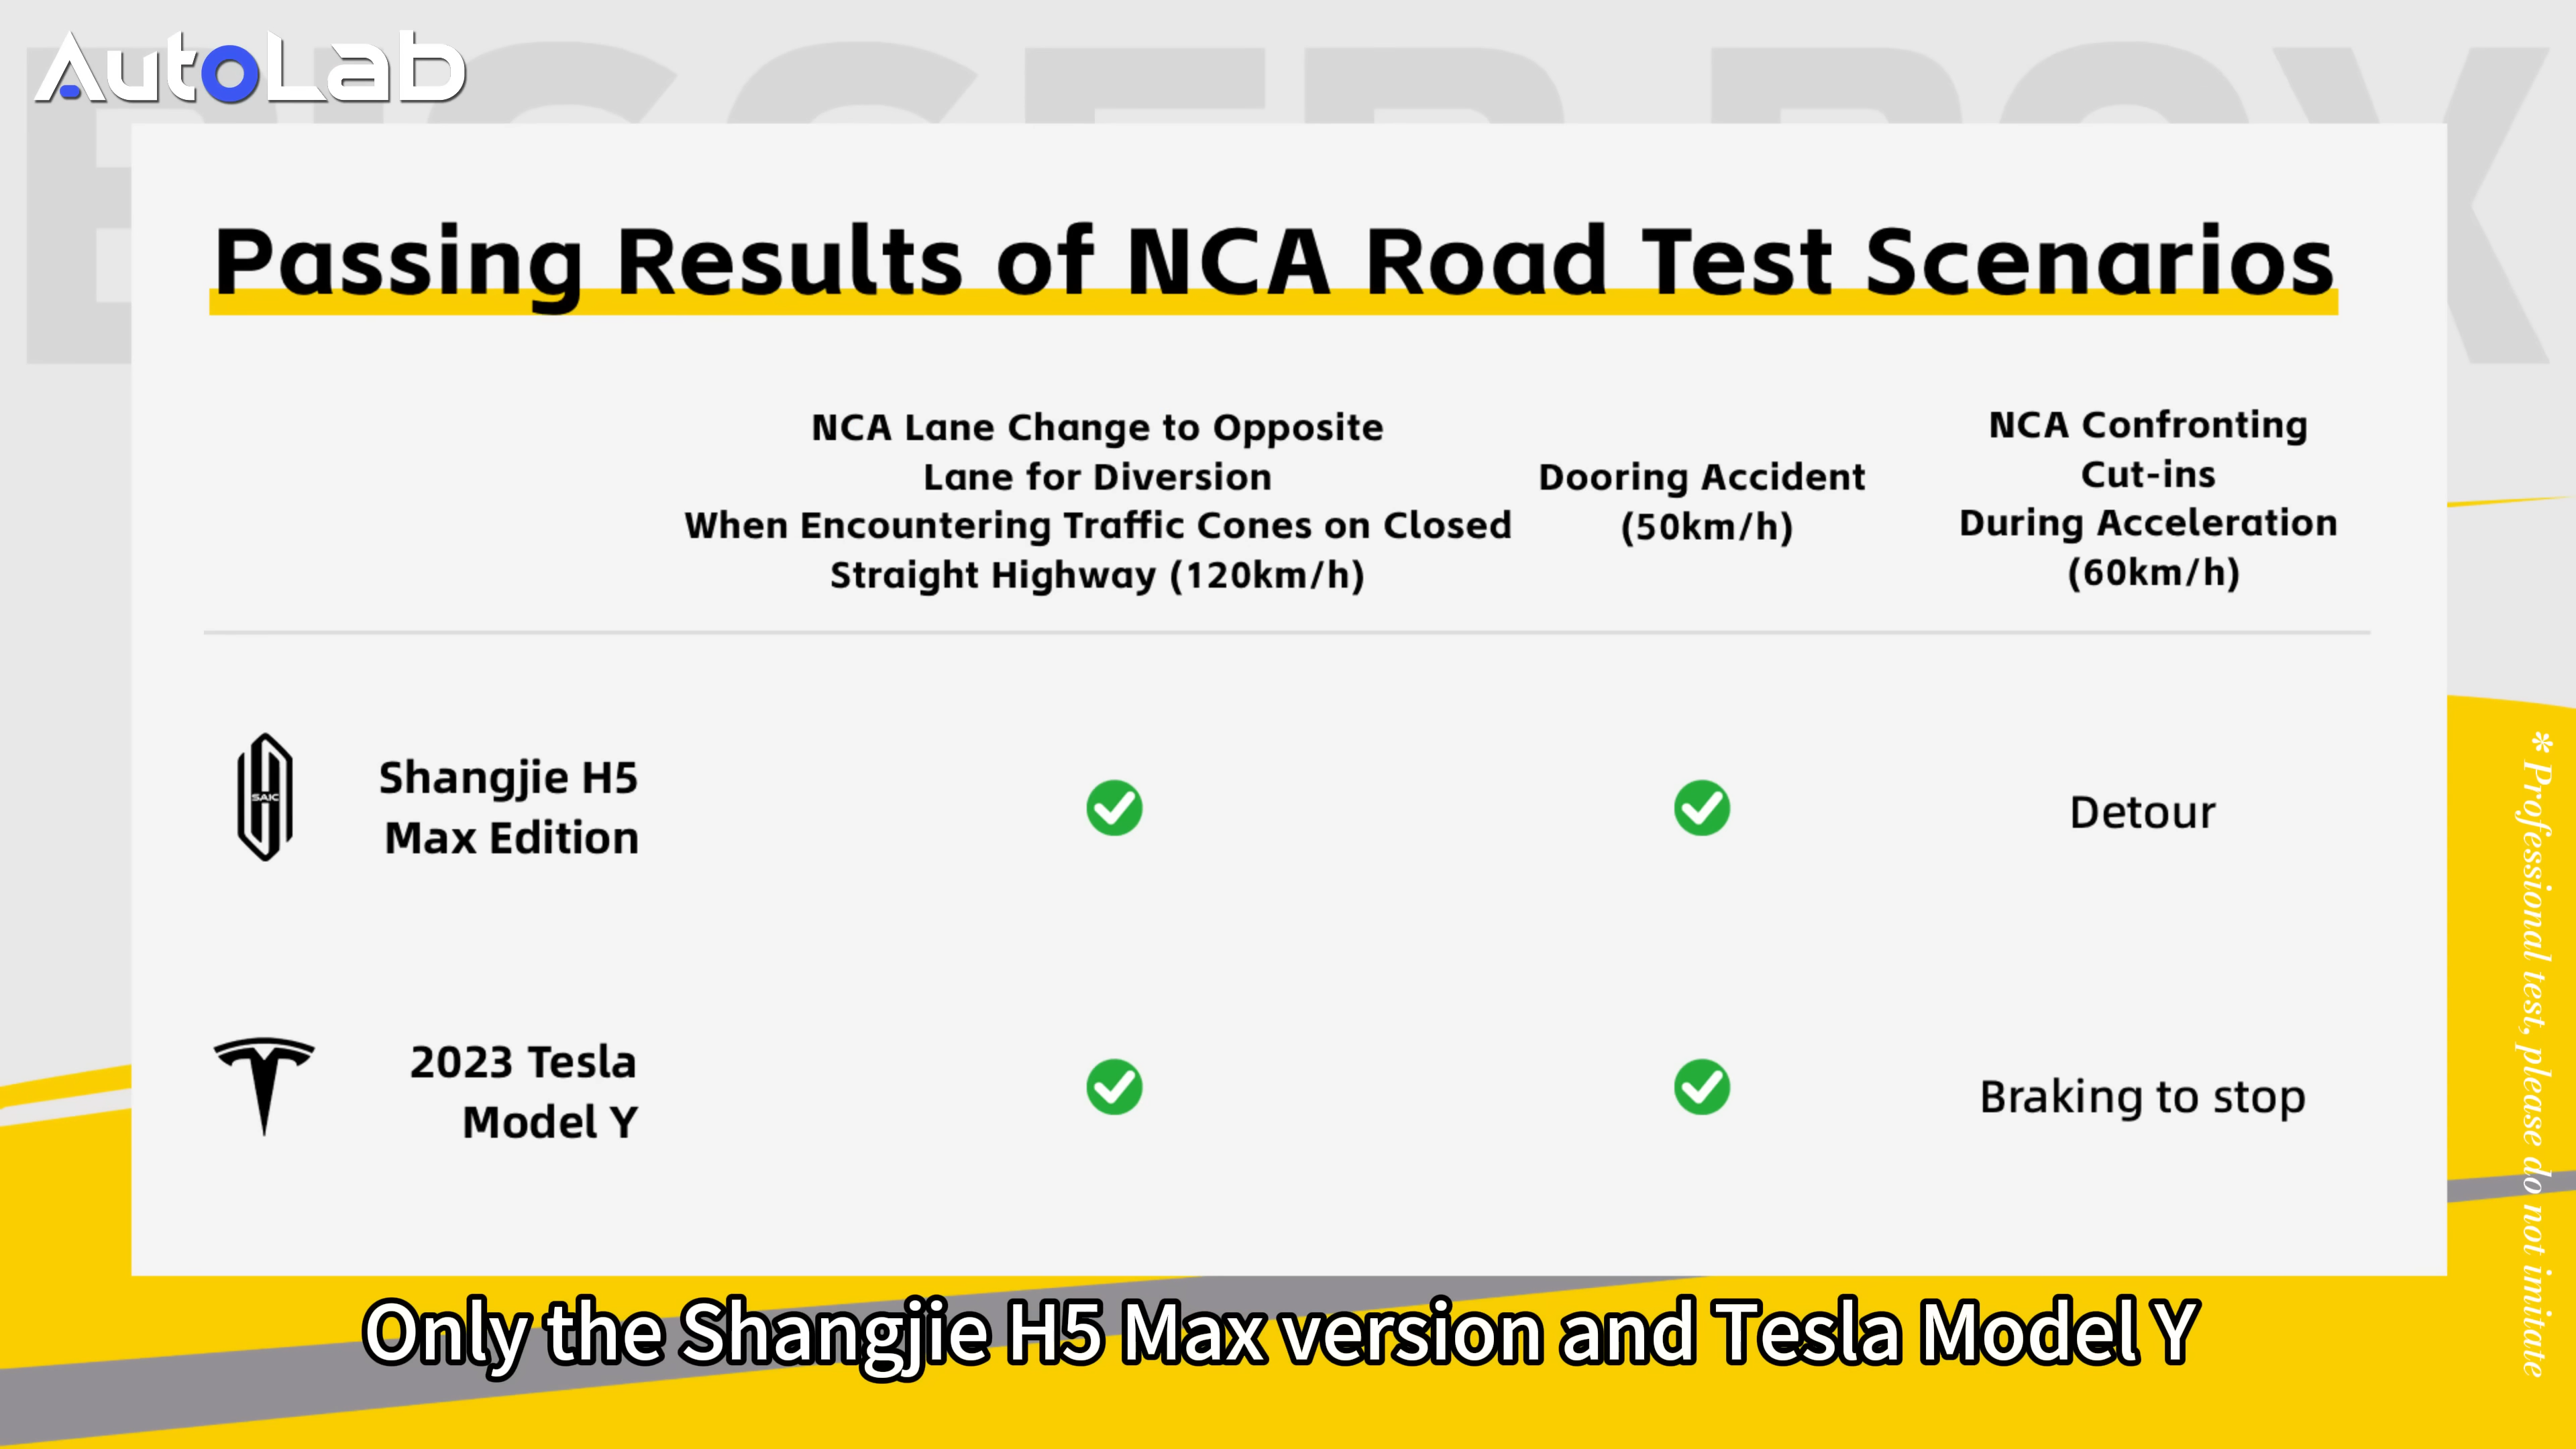 AutoLab
Passing Results of NCA Road Test Scenarios
NCA Lane Change to Opposite
Lane for Diversion
When Encountering Traffic Cones on Closed
Straight Highway (120km/h)
Dooring Accident
(50km/h)
NCA Confronting
Cut-ins
During Acceleration
(60km/h)
SAIC
Shangjie H5
Max Edition
Detour
2023 Tesla
Model Y
Braking to stop
* Professional test, please do not imitate
Only the Shangjie H5 Max version and Tesla Model Y